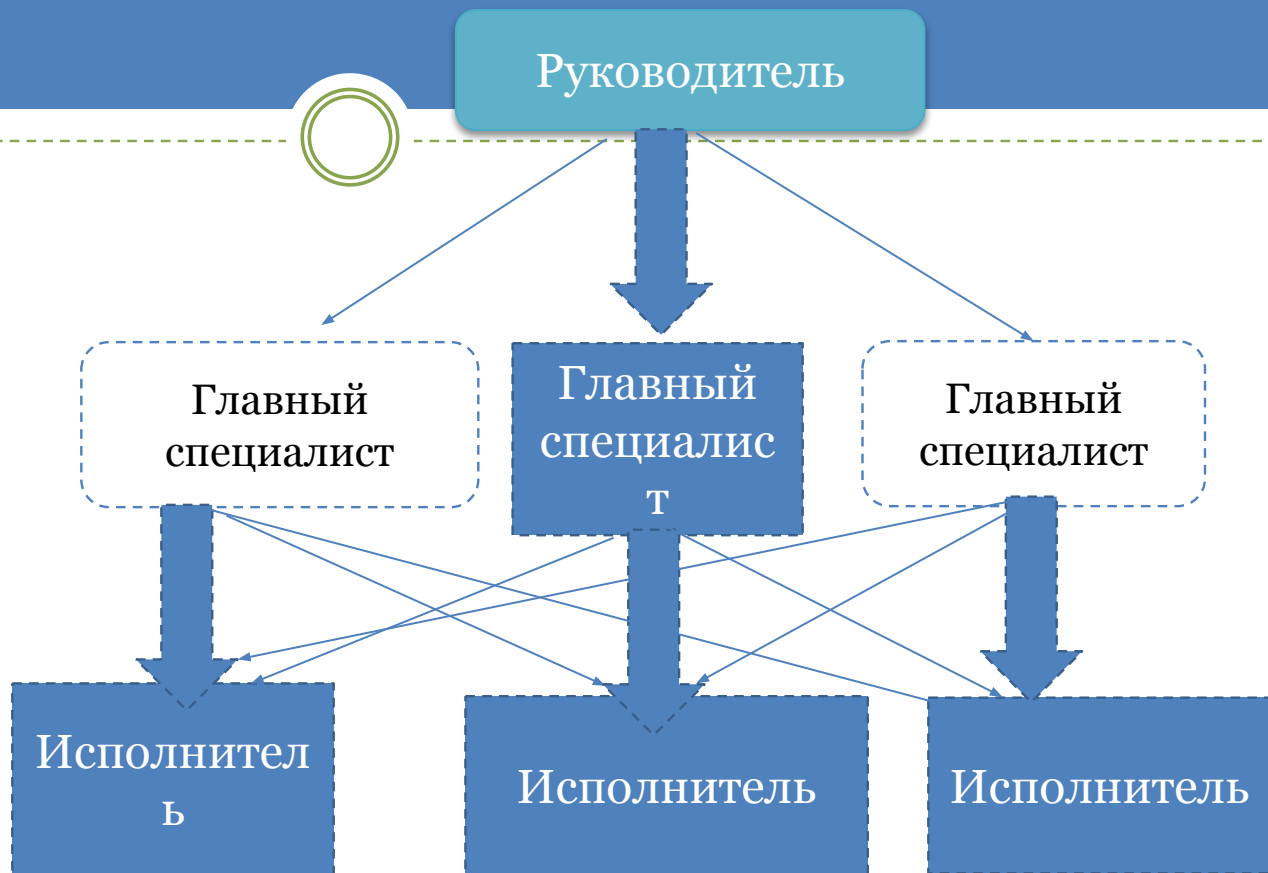 Руководитель
Главный
специалист
Главный
специалис
т
Главный
специалист
Исполнител
ь
Исполнитель
Исполнитель